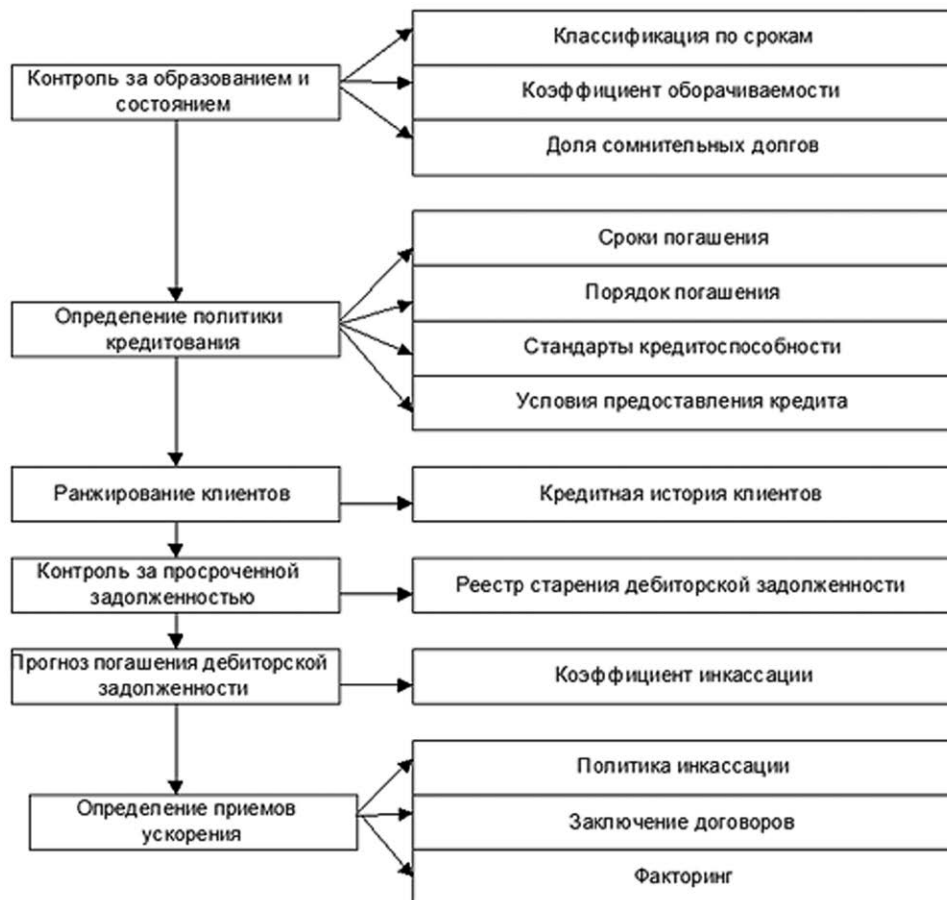 Контроль за образованием и
состоянием
Классификация по срокам
Коэффициент оборачиваемости
Доля сомнительных долгов
Определение политики
кредитования
Сроки погашения
Порядок погашения
Стандарты кредитоспособности
Условия предоставления кредита
Ранжирование клиентов
Кредитная история клиентов
Контроль за просроченной
задолженностью
Реестр старения дебиторской задолженности
Прогноз погашения дебиторской
задолженности
Коэффициент инкассации
Определение приемов
ускорения
Политика инкассации
Заключение договоров
Факторинг